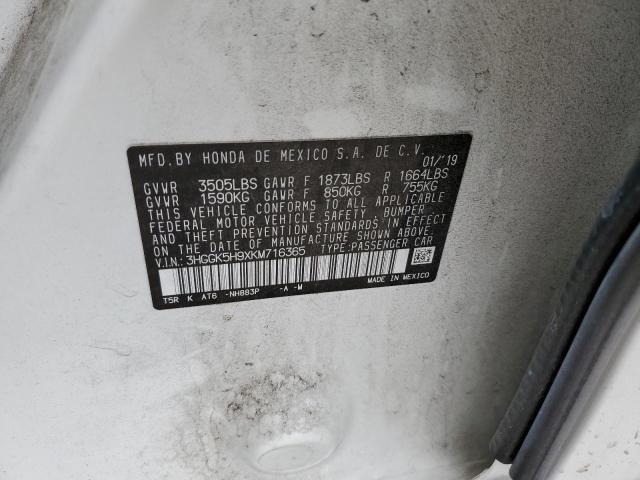 MFD. BY HONDA DE MEXICO S.A. DE C.V.
01/'19
GVWR 3505LBS GAWR F 1873LBS R 1664LBS
GVWR 1590KG GAWR F 850KG R 755KG
THIS VEHICLE CONFORMS TO ALL APPLICABLE
FEDERAL MOTOR VEHICLE SAFETY, BUMPER,
AND THEFT PREVENTION STANDARDS IN EFFECT
ON THE DATE OF MANUFACTURE SHOWN ABOVE.
V.I.N.: 3HGGK5H9XKM716365 TYPE:PASSENGER CAR
T5R K AT6 -NH883P -A -M
MADE IN MEXICO